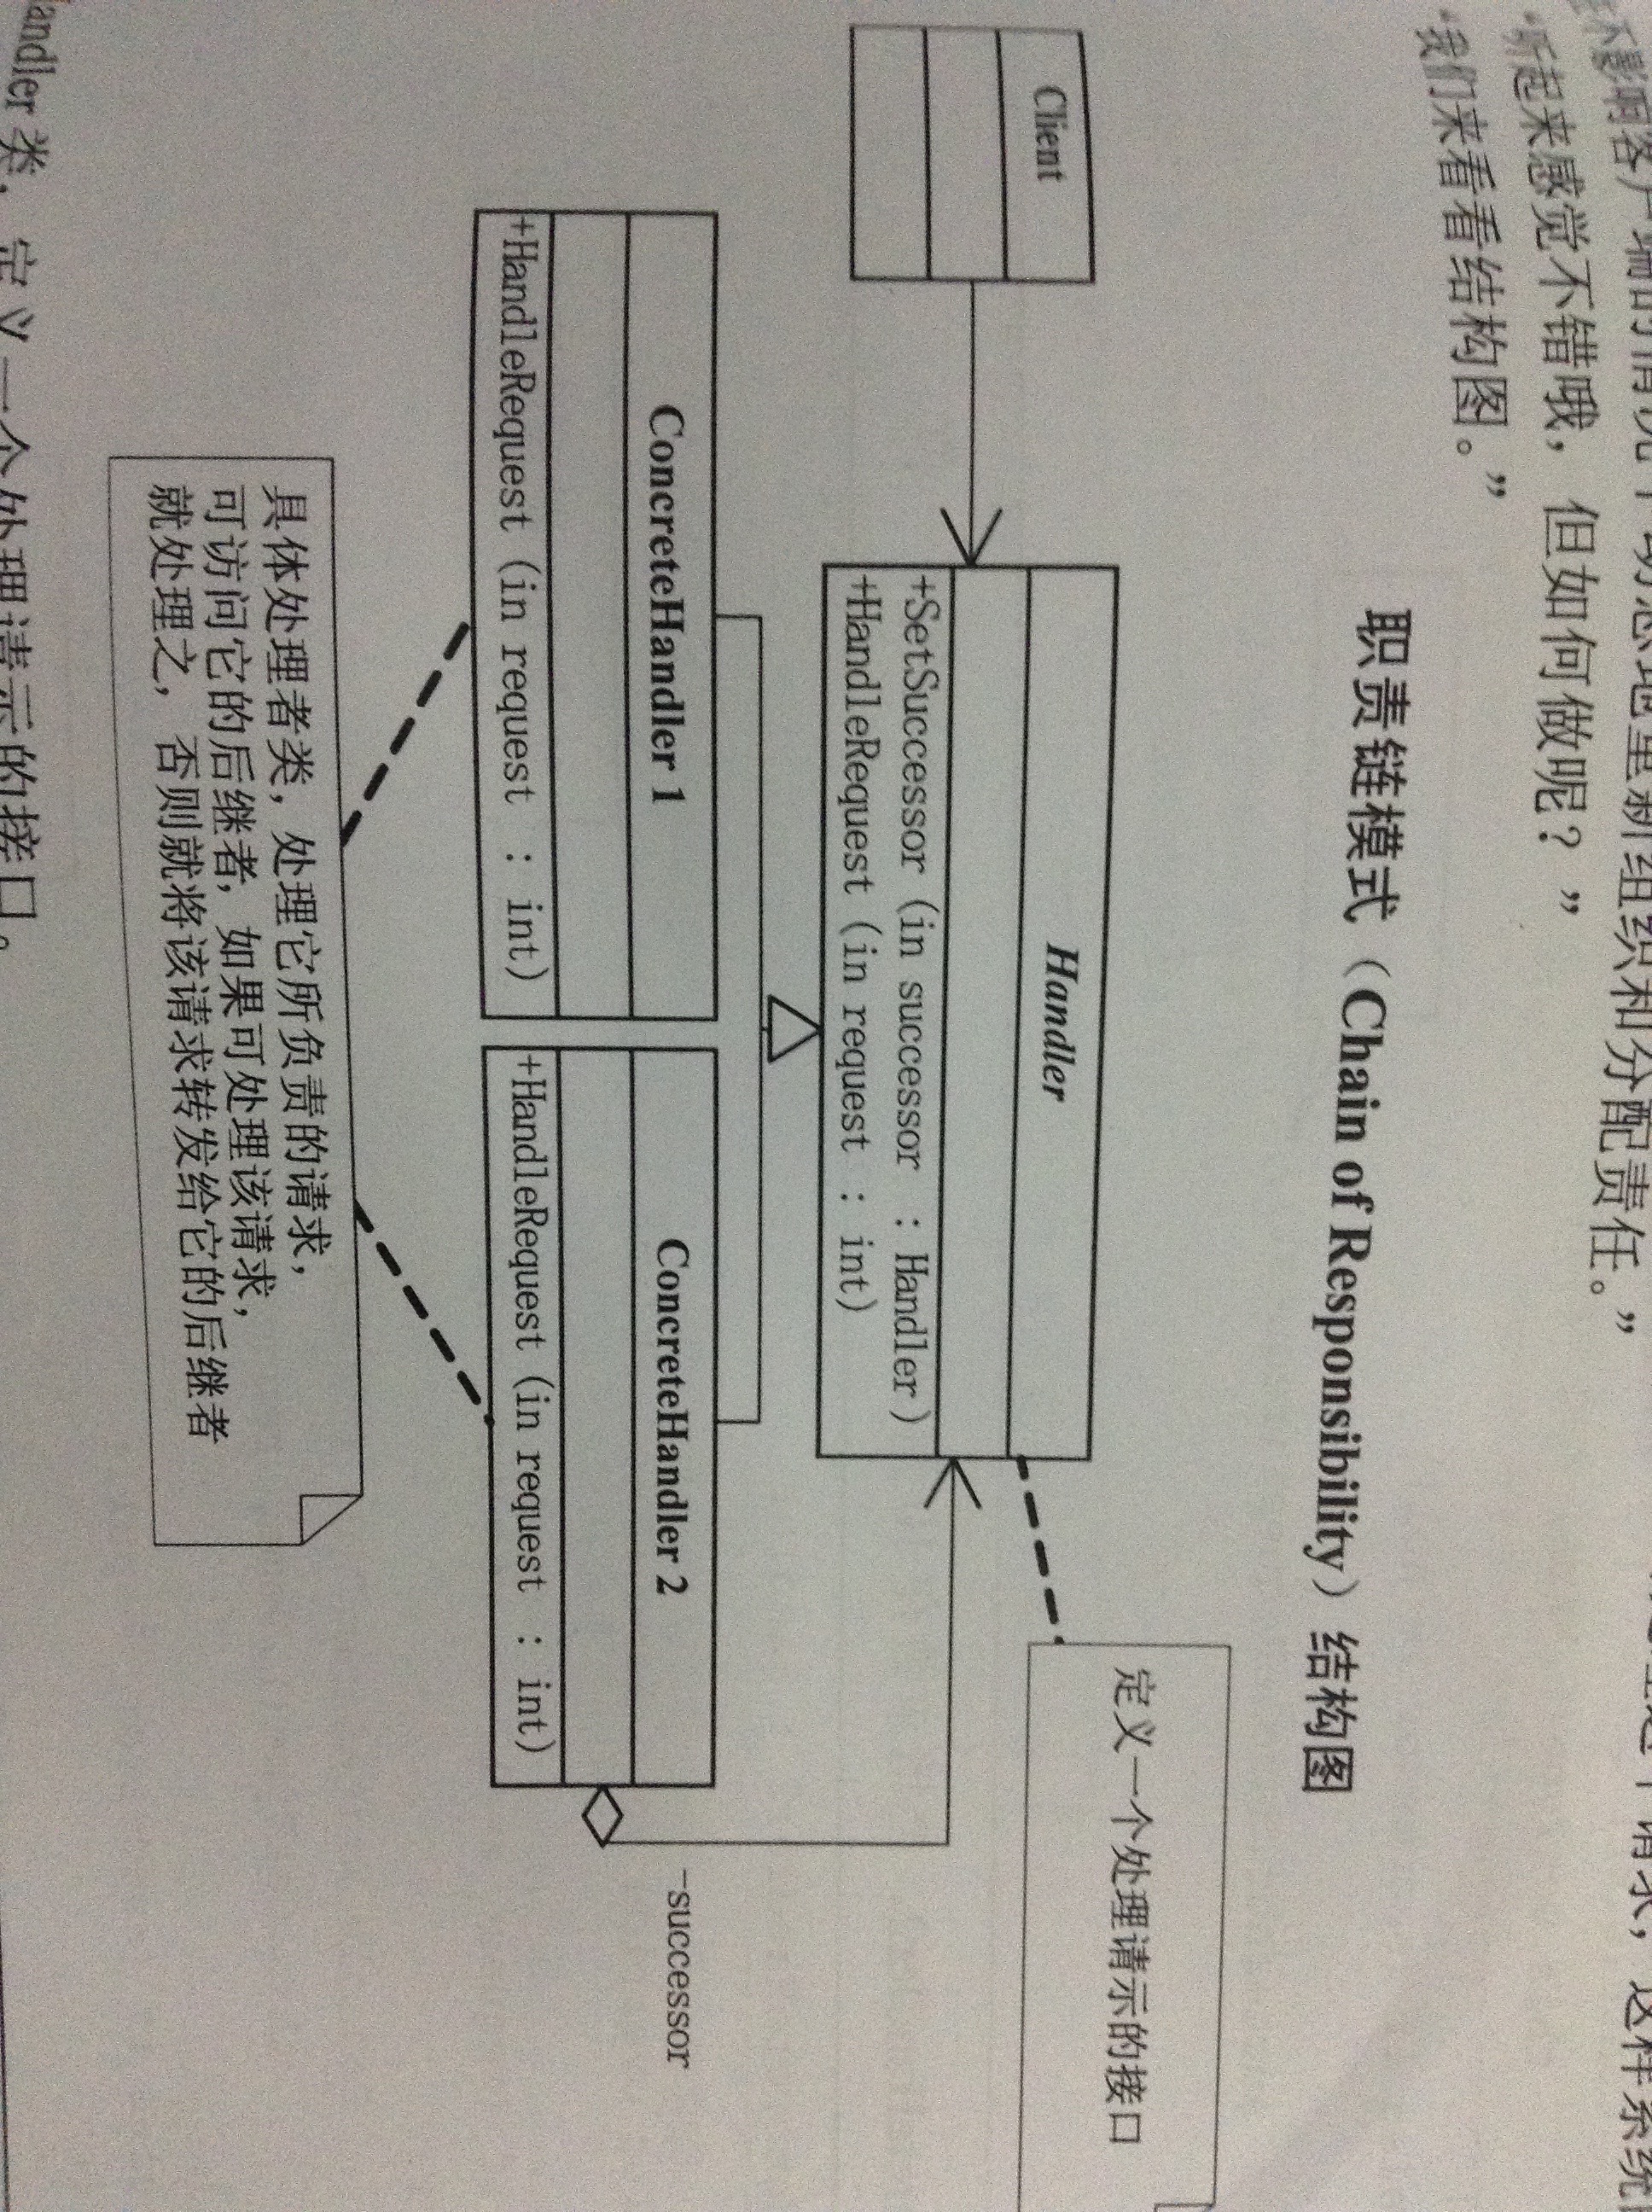 不影响客户端的情况下动态地重新组织和分配责任。”
听起来感觉不错哦，但如何做呢？”
“我们来看看结构图。”
职责链模式（Chain of Responsibility）结构图
定义一个处理请示的接口
Client
Handler
+SetSuccessor (in successor : Handler)
+HandleRequest (in request : int)
-successor
ConcreteHandler 1
+HandleRequest (in request : int)
ConcreteHandler 2
+HandleRequest (in request : int)
具体处理者类，处理它所负责的请求，
可访问它的后继者，如果可处理该请求，
就处理之，否则就将该请求转发给它的后继者
andler 类，定义一个处理请示的接口。